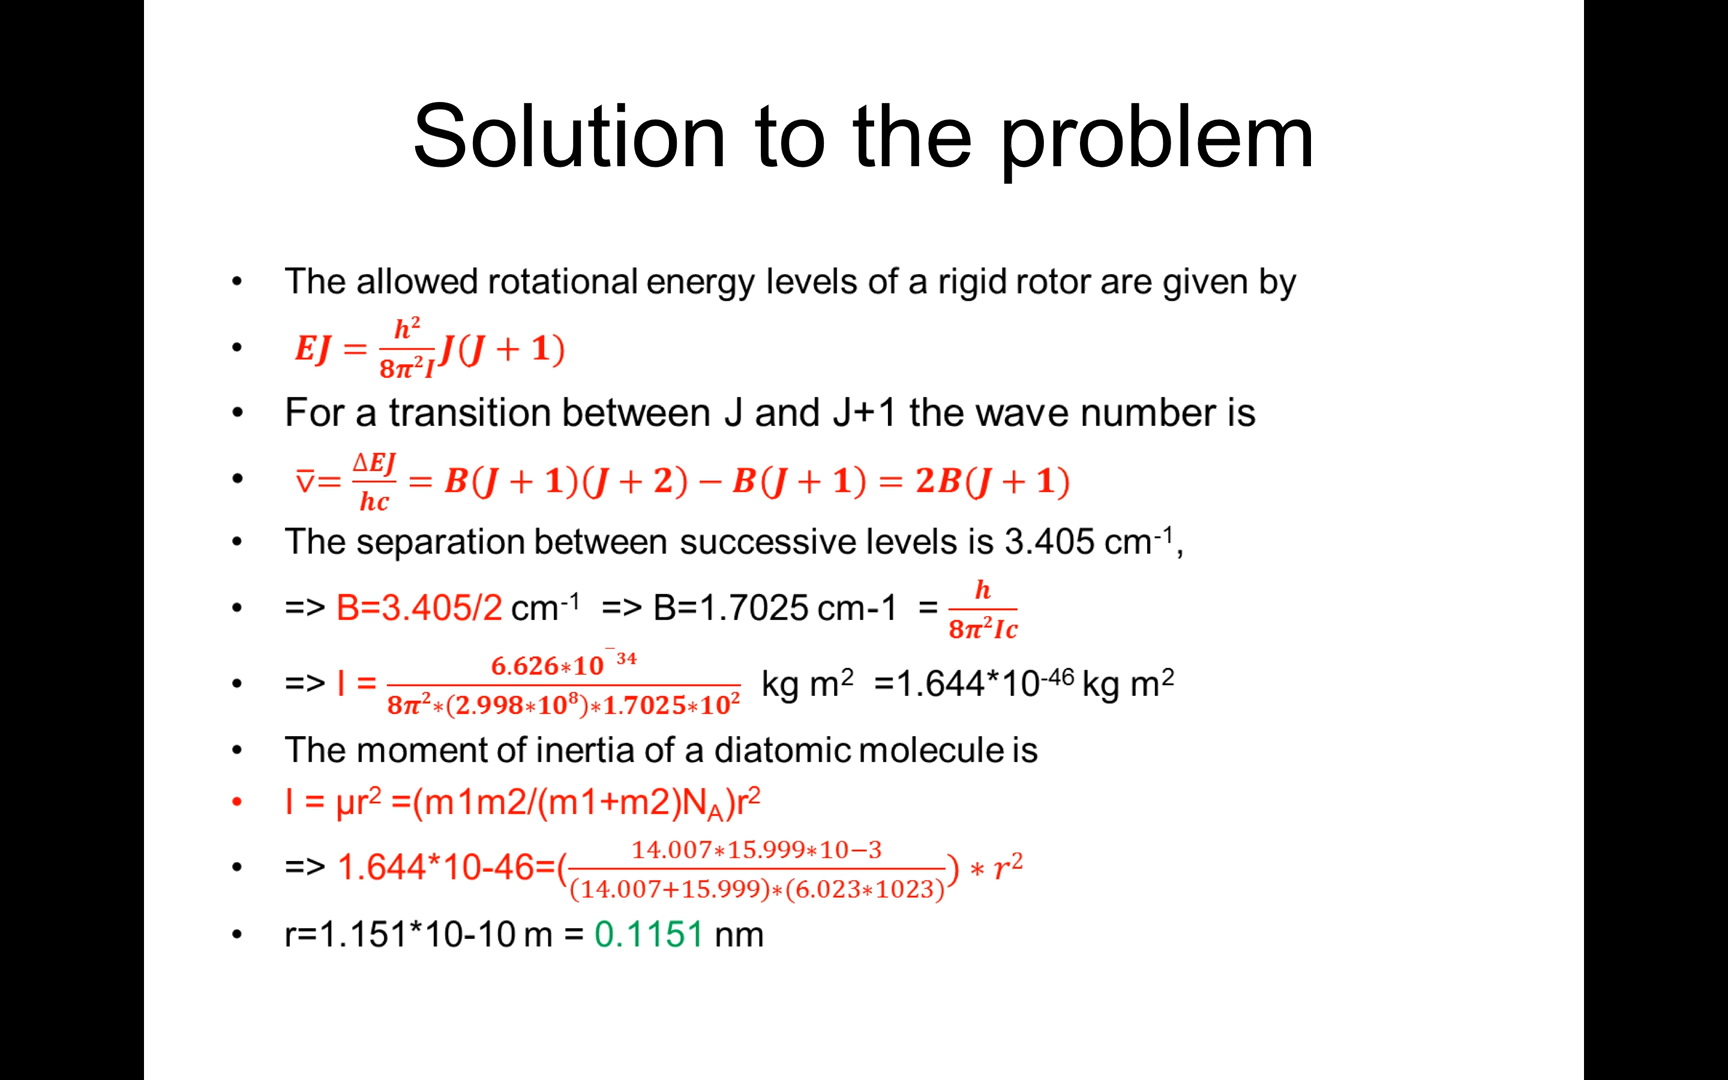 Solution to the problem
• The allowed rotational energy levels of a rigid rotor are given by
• EJ = h²/8π²I J(J + 1)
• For a transition between J and J+1 the wave number is
• v̅= ΔEJ/hc = B(J + 1)(J + 2) − B(J + 1) = 2B(J + 1)
• The separation between successive levels is 3.405 cm⁻¹,
• => B=3.405/2 cm⁻¹ => B=1.7025 cm-1 = h/8π²Ic
• => I = 6.626∗10⁻³⁴/8π²∗(2.998∗10⁸)∗1.7025∗10² kg m² =1.644*10⁻⁴⁶ kg m²
• The moment of inertia of a diatomic molecule is
• I = µr² =(m1m2/(m1+m2)N_A)r²
• => 1.644*10-46=(14.007∗15.999∗10−3/(14.007+15.999)∗(6.023∗1023)) ∗ r²
• r=1.151*10-10 m = 0.1151 nm